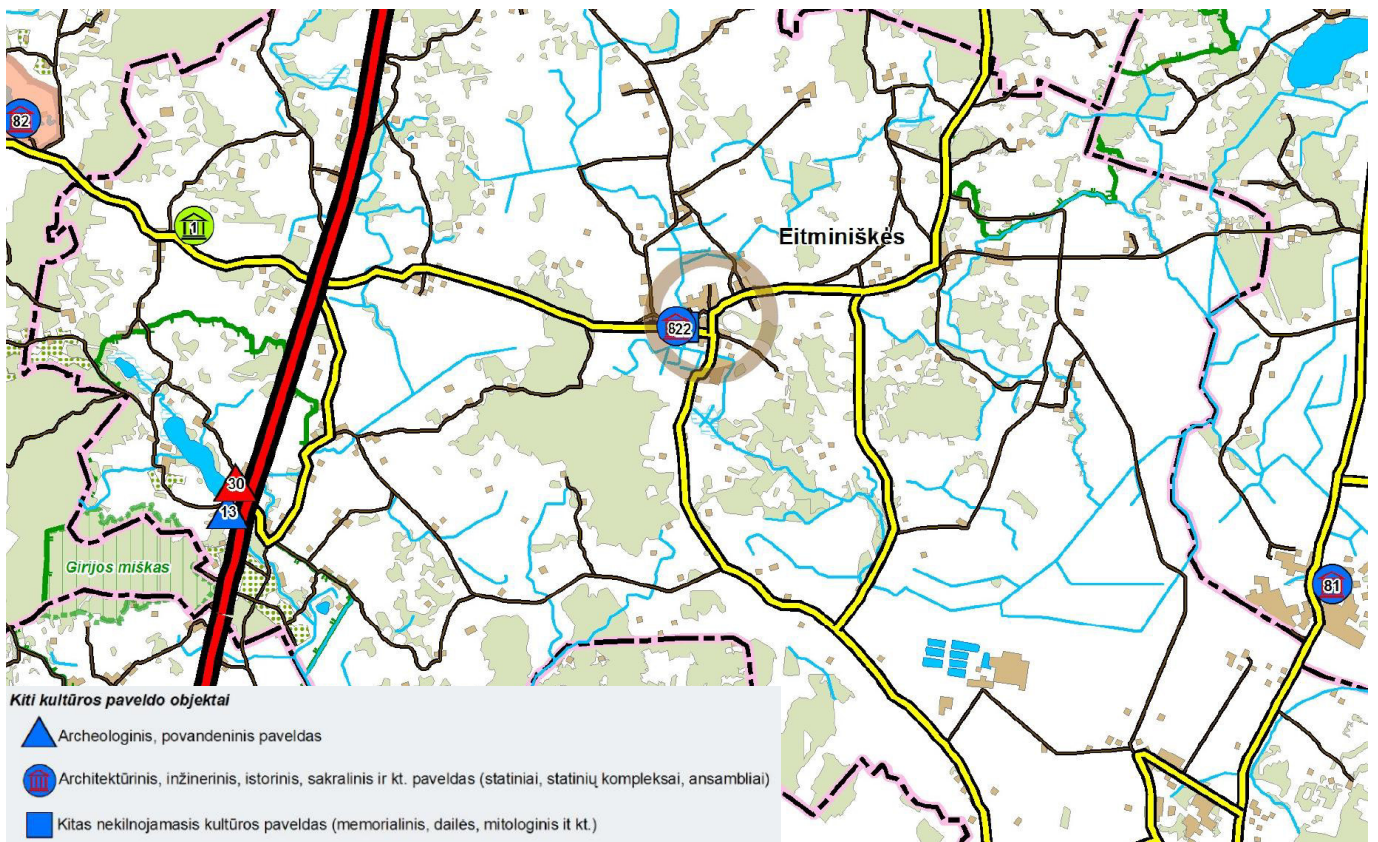 82
1
Eitminiškės
822
30
13
Girijos miškas
81
Kiti kultūros paveldo objektai
Archeologinis, povandeninis paveldas
Architektūrinis, inžinerinis, istorinis, sakralinis ir kt. paveldas (statiniai, statinių kompleksai, ansambliai)
Kitas nekilnojamasis kultūros paveldas (memorialinis, dailės, mitologinis it kt.)